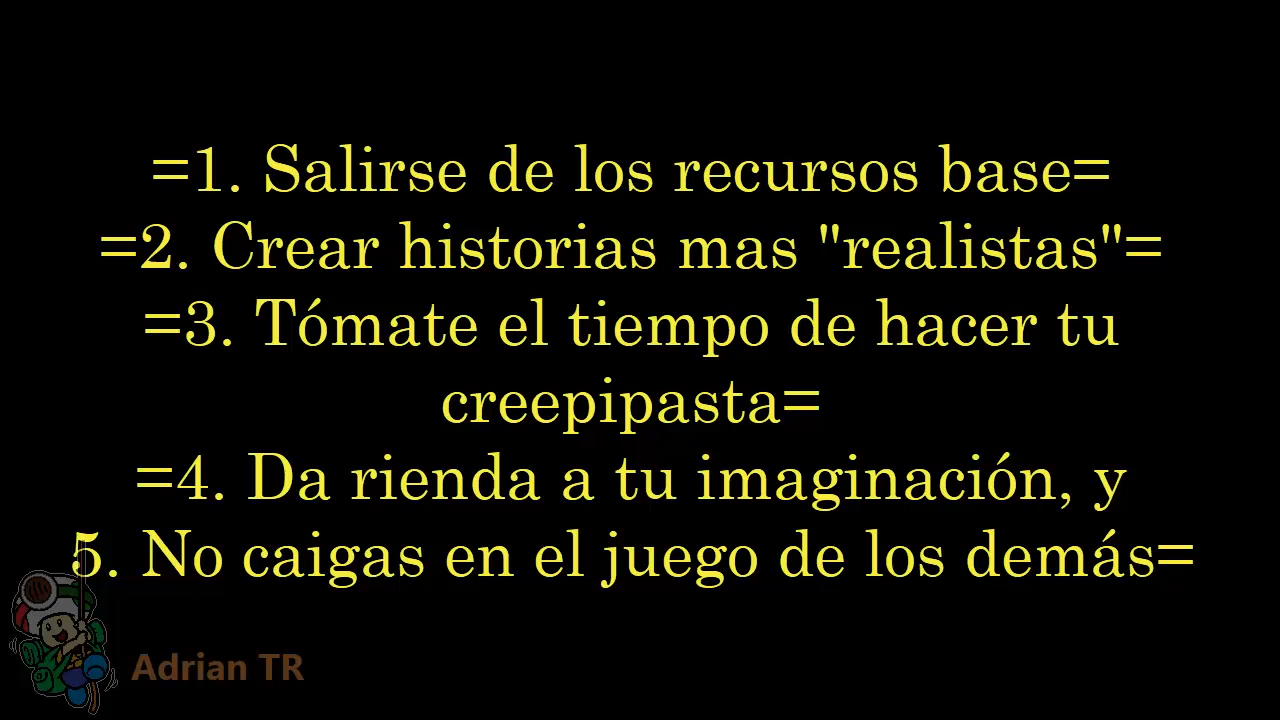 =1. Salirse de los recursos base=
=2. Crear historias mas "realistas"=
=3. Tómate el tiempo de hacer tu
creepipasta=
=4. Da rienda a tu imaginación, y
5. No caigas en el juego de los demás=
Adrian TR